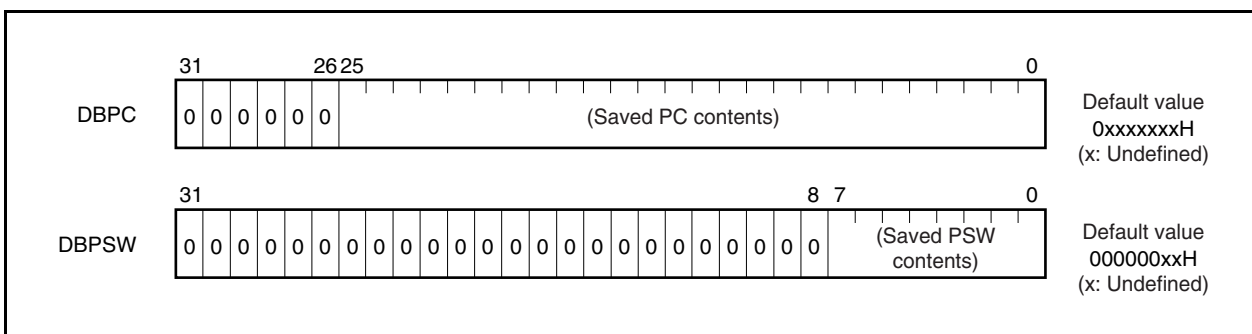 31 26 25 0
DBPC 0 0 0 0 0 0 (Saved PC contents) Default value
0xxxxxxxH
(x: Undefined)
31 8 7 0
DBPSW 0 0 0 0 0 0 0 0 0 0 0 0 0 0 0 0 0 0 0 0 0 0 0 0 (Saved PSW
contents) Default value
000000xxH
(x: Undefined)